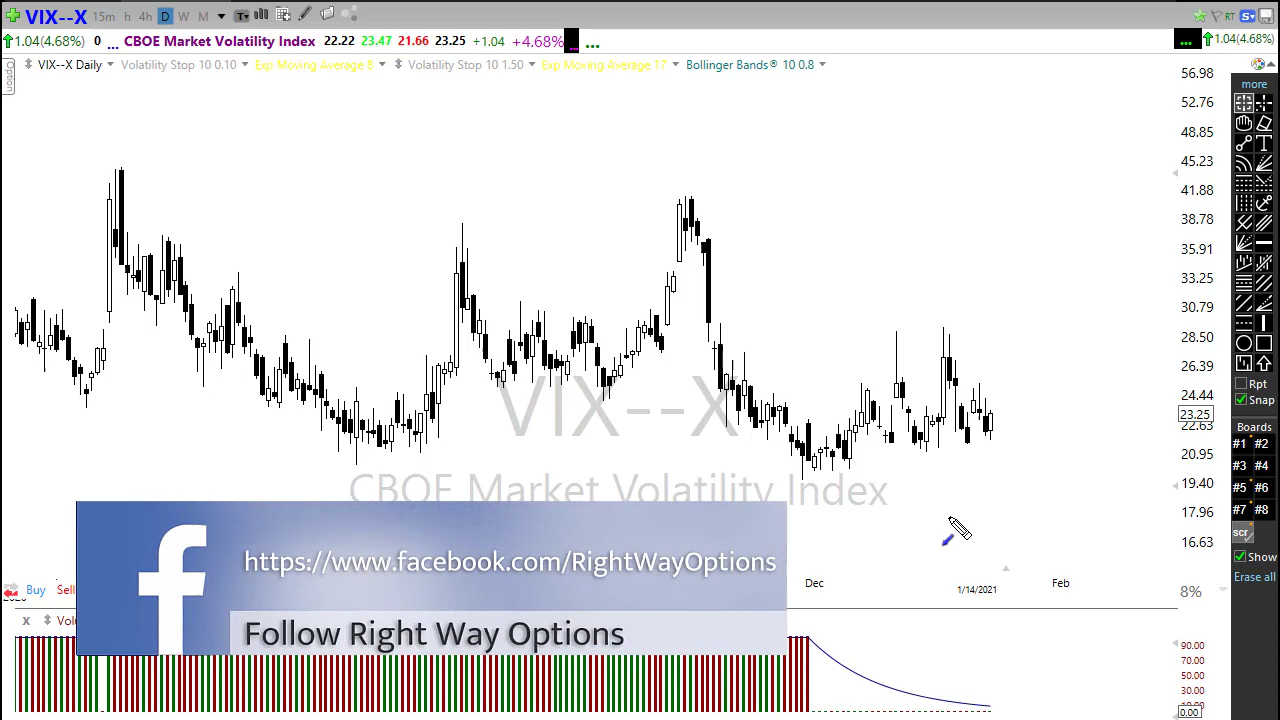 VIX--X 15m h 4h D W M T RT S
1.04(4.68%) 0 ... CBOE Market Volatility Index 22.22 23.47 21.66 23.25 +1.04 +4.68% ... ... 1.04(4.68%)
Option
VIX--X Daily Volatility Stop 10 0.10 Exp Moving Average 8 Volatility Stop 10 1.50 Exp Moving Average 17 Bollinger Bands® 10 0.8
56.98
52.76
48.85
45.23
41.88
38.78
35.91
33.25
30.79
28.50
26.39
24.44
23.25
22.63
20.95
19.40
17.96
16.63
VIX--X
CBOE Market Volatility Index
more
T
Rpt
Snap
Boards
#1 #2
#3 #4
#5 #6
#7 #8
scr
Show
Erase all
https://www.facebook.com/RightWayOptions
Follow Right Way Options
Buy Sell
Dec 1/14/2021 Feb 8%
X
90.00
70.00
50.00
30.00
0.00